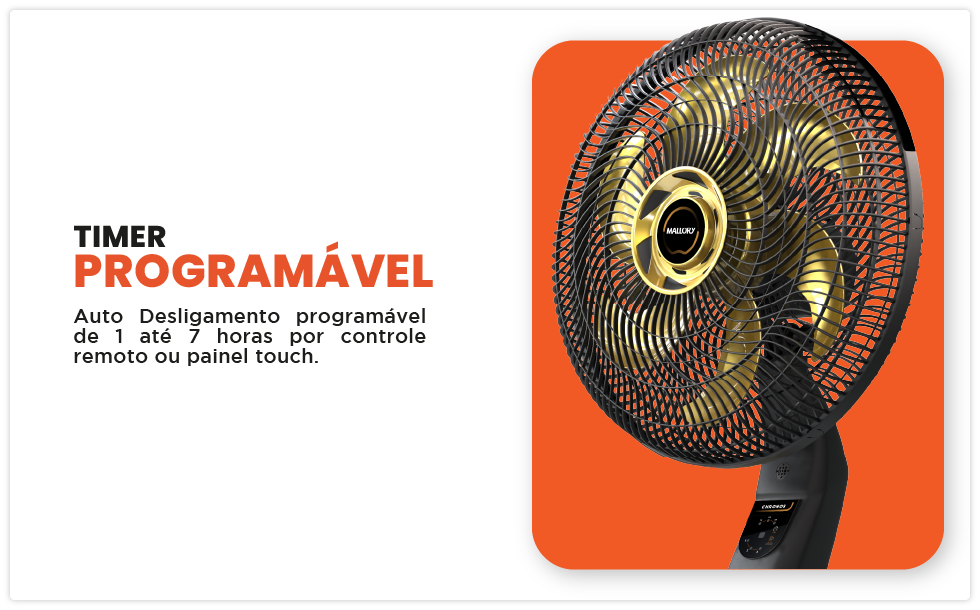 TIMER
PROGRAMÁVEL
Auto Desligamento programável
de 1 até 7 horas por controle
remoto ou painel touch.
MALLORY
CHRONOS